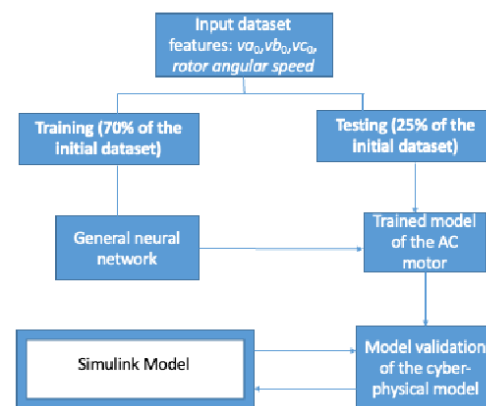 Input dataset
features: va₀,vb₀,vc₀,
rotor angular speed
Training (70% of the
initial dataset)
Testing (25% of the
initial dataset)
General neural
network
Trained model
of the AC
motor
Simulink Model
Model validation
of the cyber-
physical model